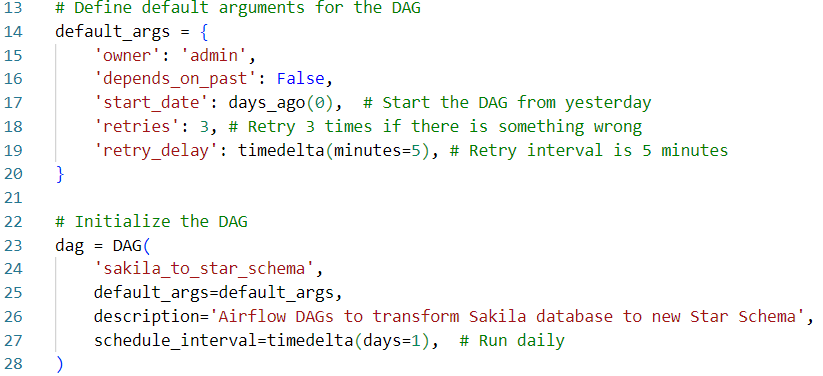 13 # Define default arguments for the DAG
14 default_args = {
15     'owner': 'admin',
16     'depends_on_past': False,
17     'start_date': days_ago(0),  # Start the DAG from yesterday
18     'retries': 3, # Retry 3 times if there is something wrong
19     'retry_delay': timedelta(minutes=5), # Retry interval is 5 minutes
20 }
21
22 # Initialize the DAG
23 dag = DAG(
24     'sakila_to_star_schema',
25     default_args=default_args,
26     description='Airflow DAGs to transform Sakila database to new Star Schema',
27     schedule_interval=timedelta(days=1),  # Run daily
28 )